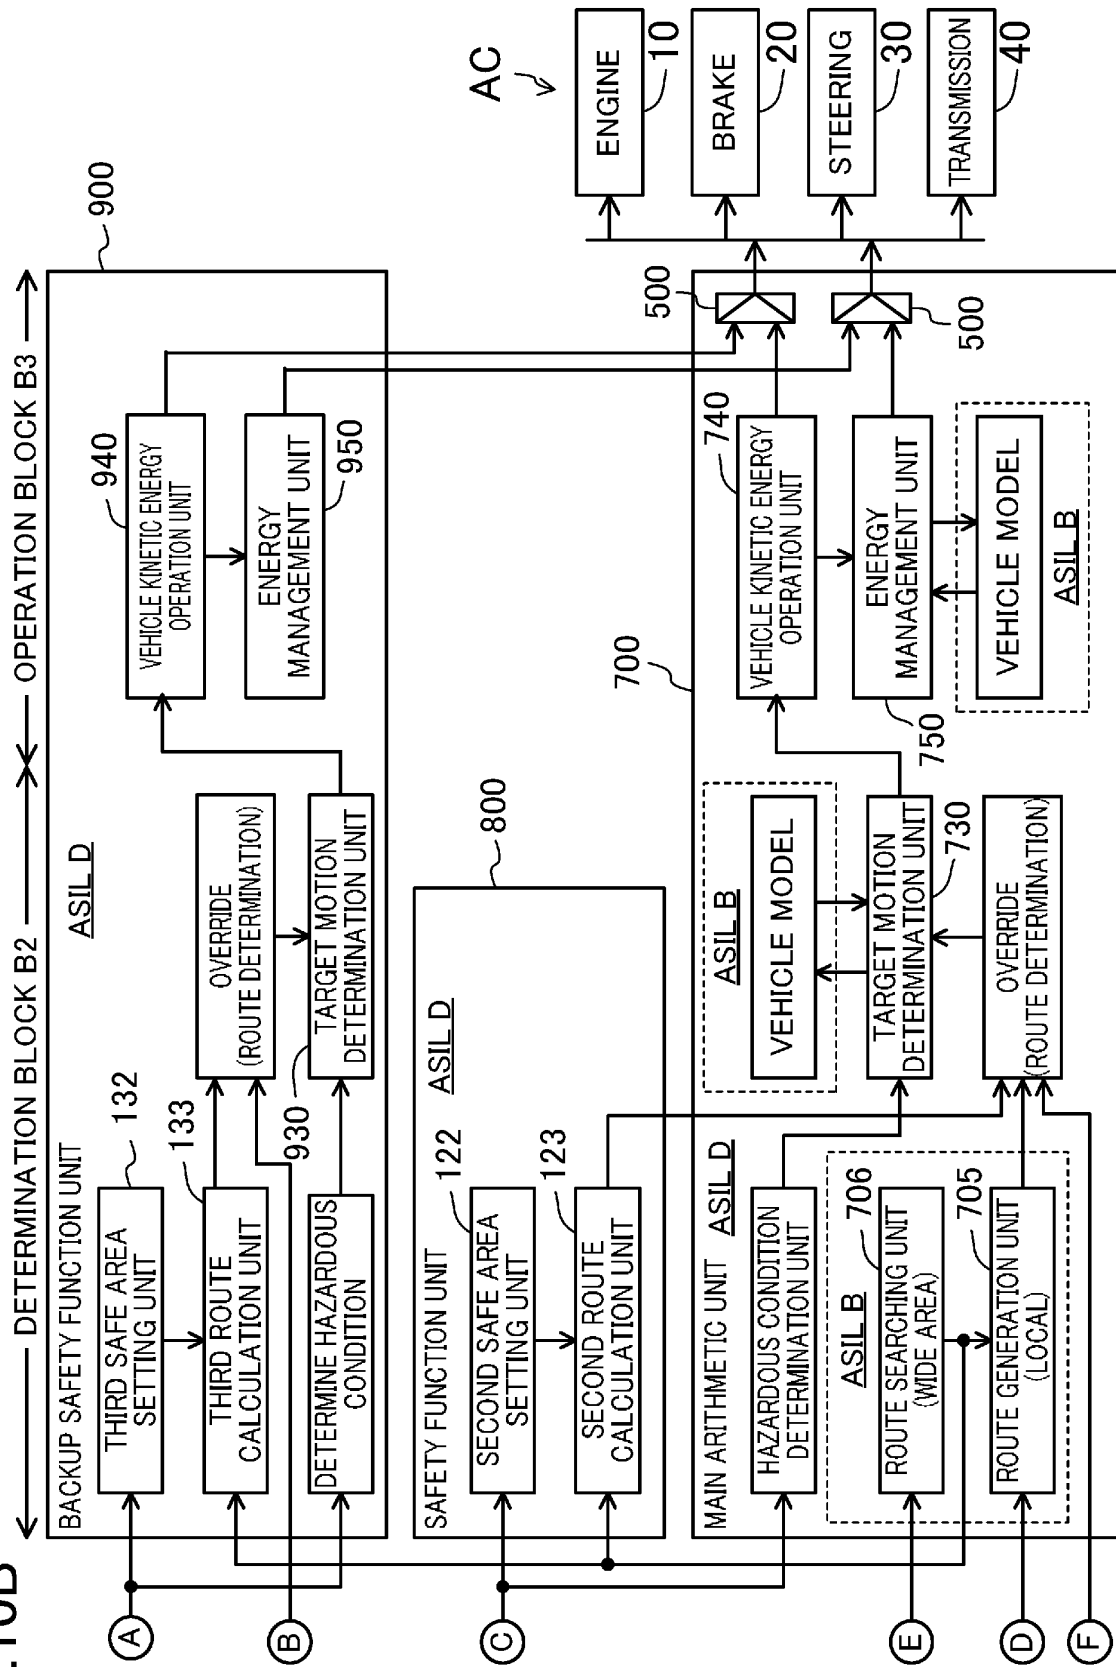 .10B
DETERMINATION BLOCK B2
OPERATION BLOCK B3
BACKUP SAFETY FUNCTION UNIT
ASIL D
900
A
THIRD SAFE AREA
SETTING UNIT
132
THIRD ROUTE
CALCULATION UNIT
133
DETERMINE HAZARDOUS
CONDITION
B
OVERRIDE
(ROUTE DETERMINATION)
930
TARGET MOTION
DETERMINATION UNIT
940
VEHICLE KINETIC ENERGY
OPERATION UNIT
ENERGY
MANAGEMENT UNIT
950
SAFETY FUNCTION UNIT
ASIL D
800
C
SECOND SAFE AREA
SETTING UNIT
122
SECOND ROUTE
CALCULATION UNIT
123
MAIN ARITHMETIC UNIT
ASIL D
700
HAZARDOUS CONDITION
DETERMINATION UNIT
ASIL B
706
E
ROUTE SEARCHING UNIT
(WIDE AREA)
705
D
ROUTE GENERATION UNIT
(LOCAL)
F
ASIL B
VEHICLE MODEL
TARGET MOTION
DETERMINATION UNIT
730
OVERRIDE
(ROUTE DETERMINATION)
740
VEHICLE KINETIC ENERGY
OPERATION UNIT
750
ENERGY
MANAGEMENT UNIT
VEHICLE MODEL
ASIL B
500
500
AC
ENGINE
10
BRAKE
20
STEERING
30
TRANSMISSION
40